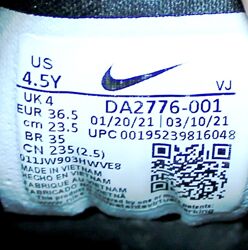 US
4.5Y
VJ
UK 4
EUR 36.5
cm 23.5
BR 35
CN 235(2.5)
DA2776-001
01/20/21 03/10/21
UPC 00195239816048
011JW903HWVE8
MADE IN VIETNAM
FABRIQUÉ AU VIETNAM
HECHO EN VIETNAM